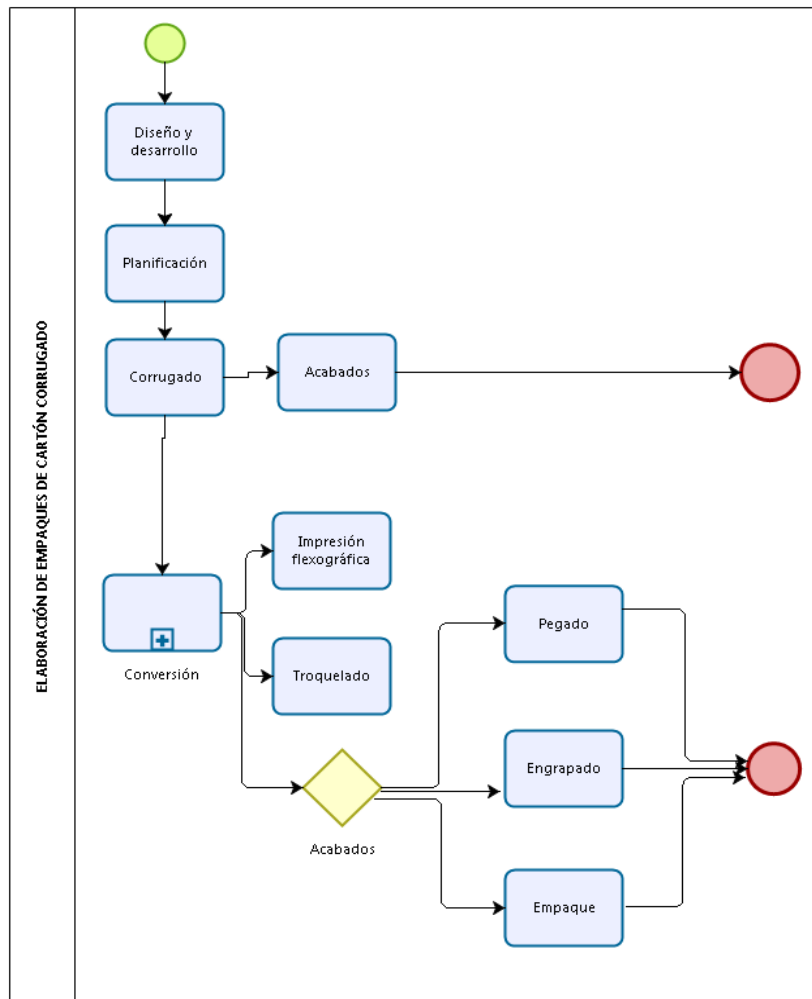 ELABORACIÓN DE EMPAQUES DE CARTÓN CORRUGADO
Diseño y
desarrollo
Planificación
Corrugado
Acabados
Impresión
flexográfica
Conversión
Troquelado
Acabados
Pegado
Engrapado
Empaque